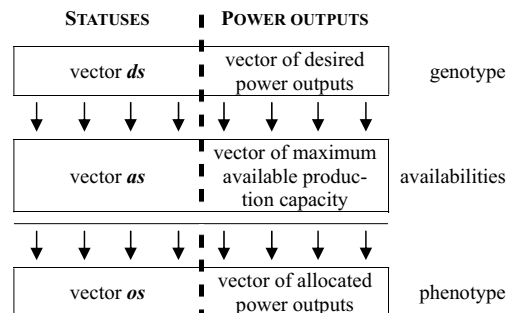 STATUSES POWER OUTPUTS
vector ds vector of desired
power outputs genotype
vector as vector of maximum
available produc-
tion capacity availabilities
vector os vector of allocated
power outputs phenotype